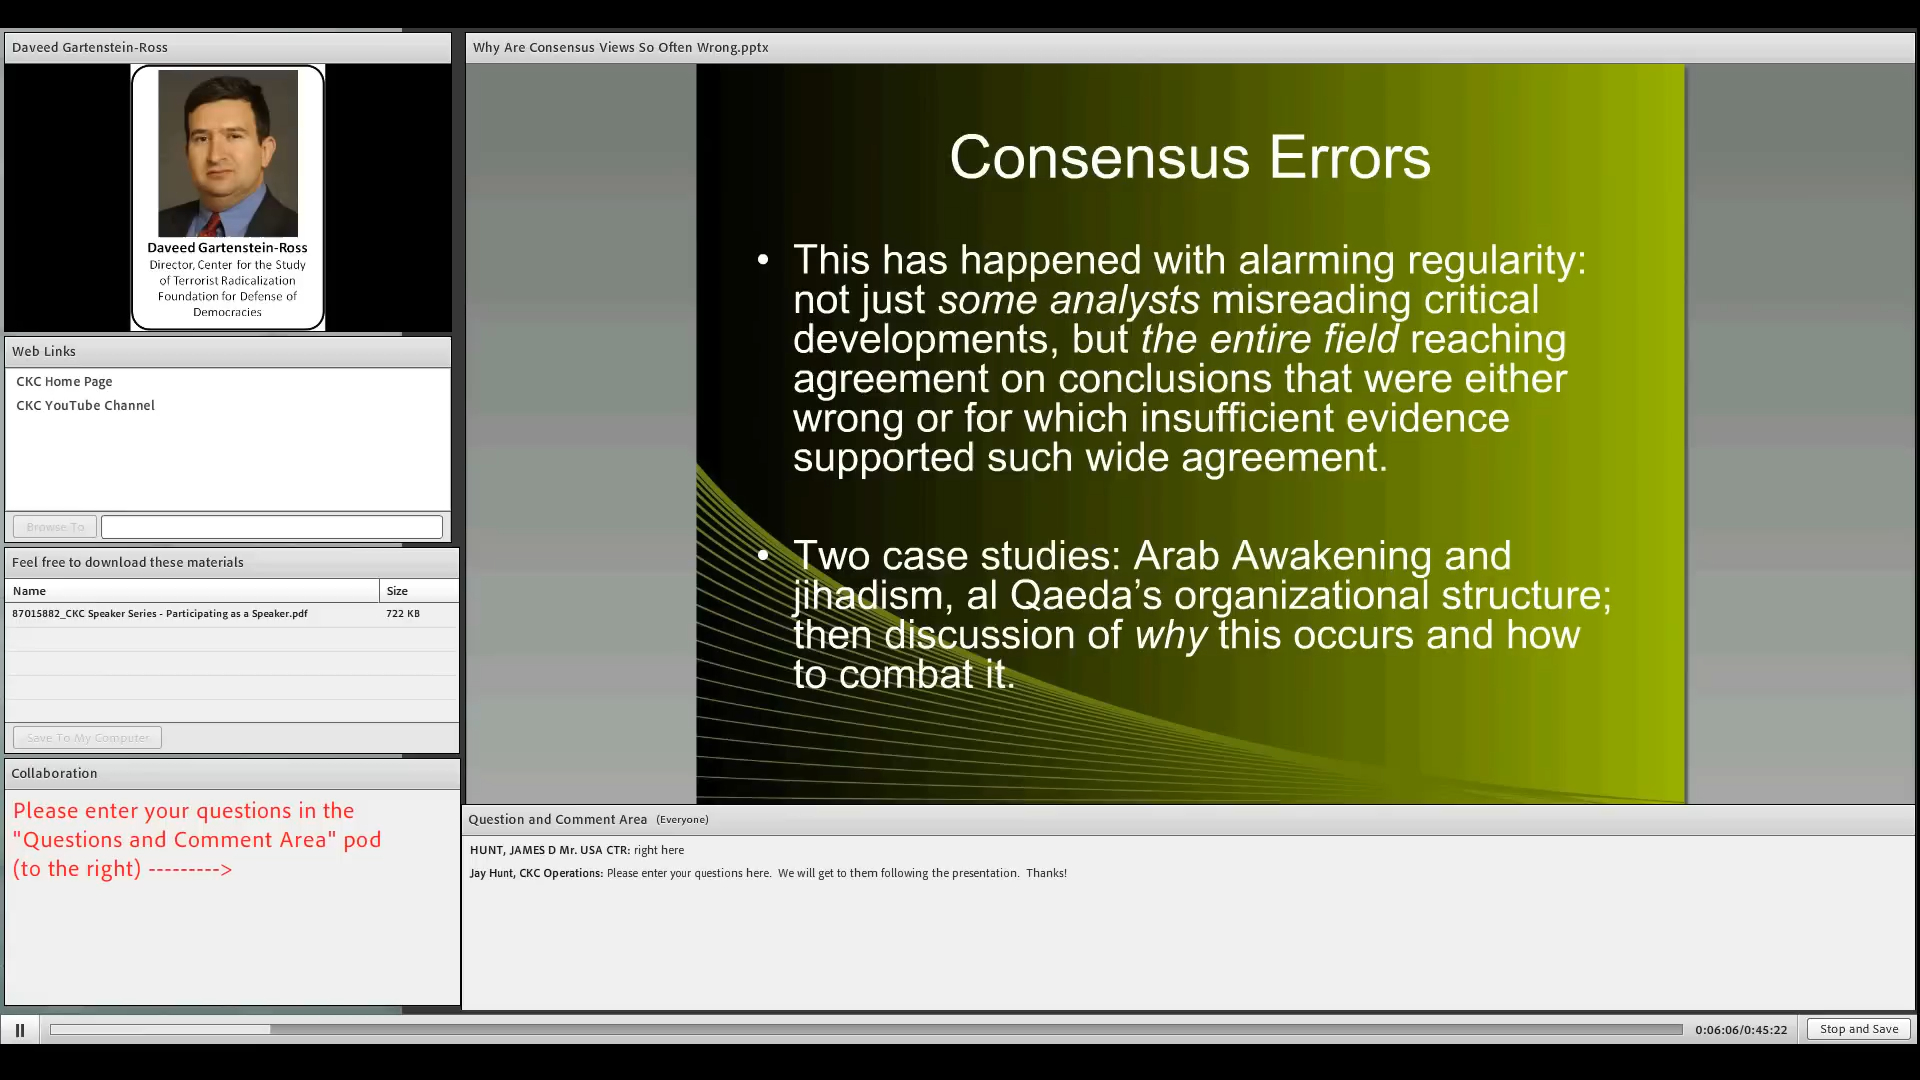 Daveed Gartenstein-Ross
Daveed Gartenstein-Ross
Director, Center for the Study
of Terrorist Radicalization
Foundation for Defense of
Democracies
Web Links
CKC Home Page
CKC YouTube Channel
Browse To
Feel free to download these materials
Name Size
87015882_CKC Speaker Series - Participating as a Speaker.pdf 722 KB
Save To My Computer
Collaboration
Please enter your questions in the
"Questions and Comment Area" pod
(to the right) --------->
Why Are Consensus Views So Often Wrong.pptx
Consensus Errors
• This has happened with alarming regularity:
not just some analysts misreading critical
developments, but the entire field reaching
agreement on conclusions that were either
wrong or for which insufficient evidence
supported such wide agreement.
• Two case studies: Arab Awakening and
jihadism, al Qaeda’s organizational structure;
then discussion of why this occurs and how
to combat it.
Question and Comment Area (Everyone)
HUNT, JAMES D Mr. USA CTR: right here
Jay Hunt, CKC Operations: Please enter your questions here. We will get to them following the presentation. Thanks!
0:06:06/0:45:22
Stop and Save